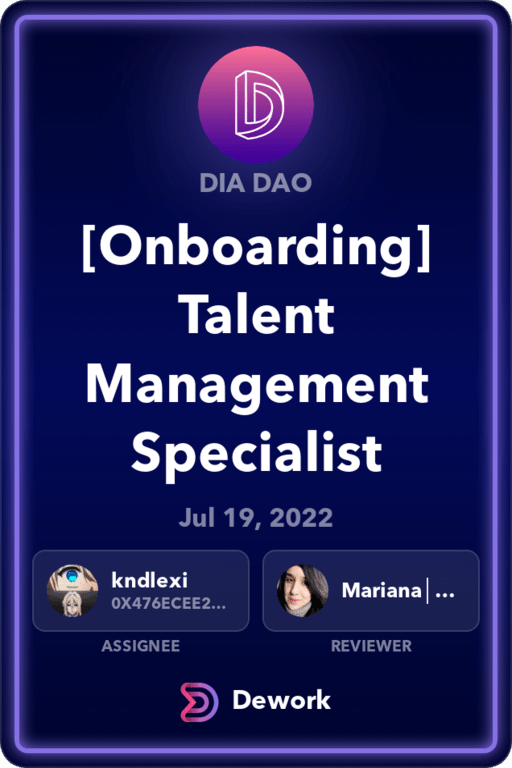 DIA DAO
[Onboarding]
Talent
Management
Specialist
Jul 19, 2022
kndlexi
0X476ECEE2...
ASSIGNEE
Mariana| ...
REVIEWER
Dework